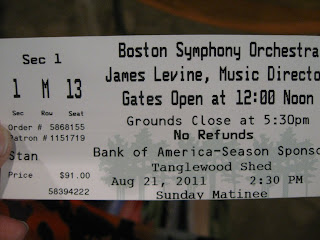 Sec 1
1 M 13
Sec Row Seat
Order # 5868155
Patron # 1151719
Stan
Price $91.00
58394222
Boston Symphony Orchestra
James Levine, Music Director
Gates Open at 12:00 Noon
Grounds Close at 5:30pm
No Refunds
Bank of America-Season Sponso
Tanglewood Shed
Aug 21, 2011 2:30 PM
Sunday Matinee